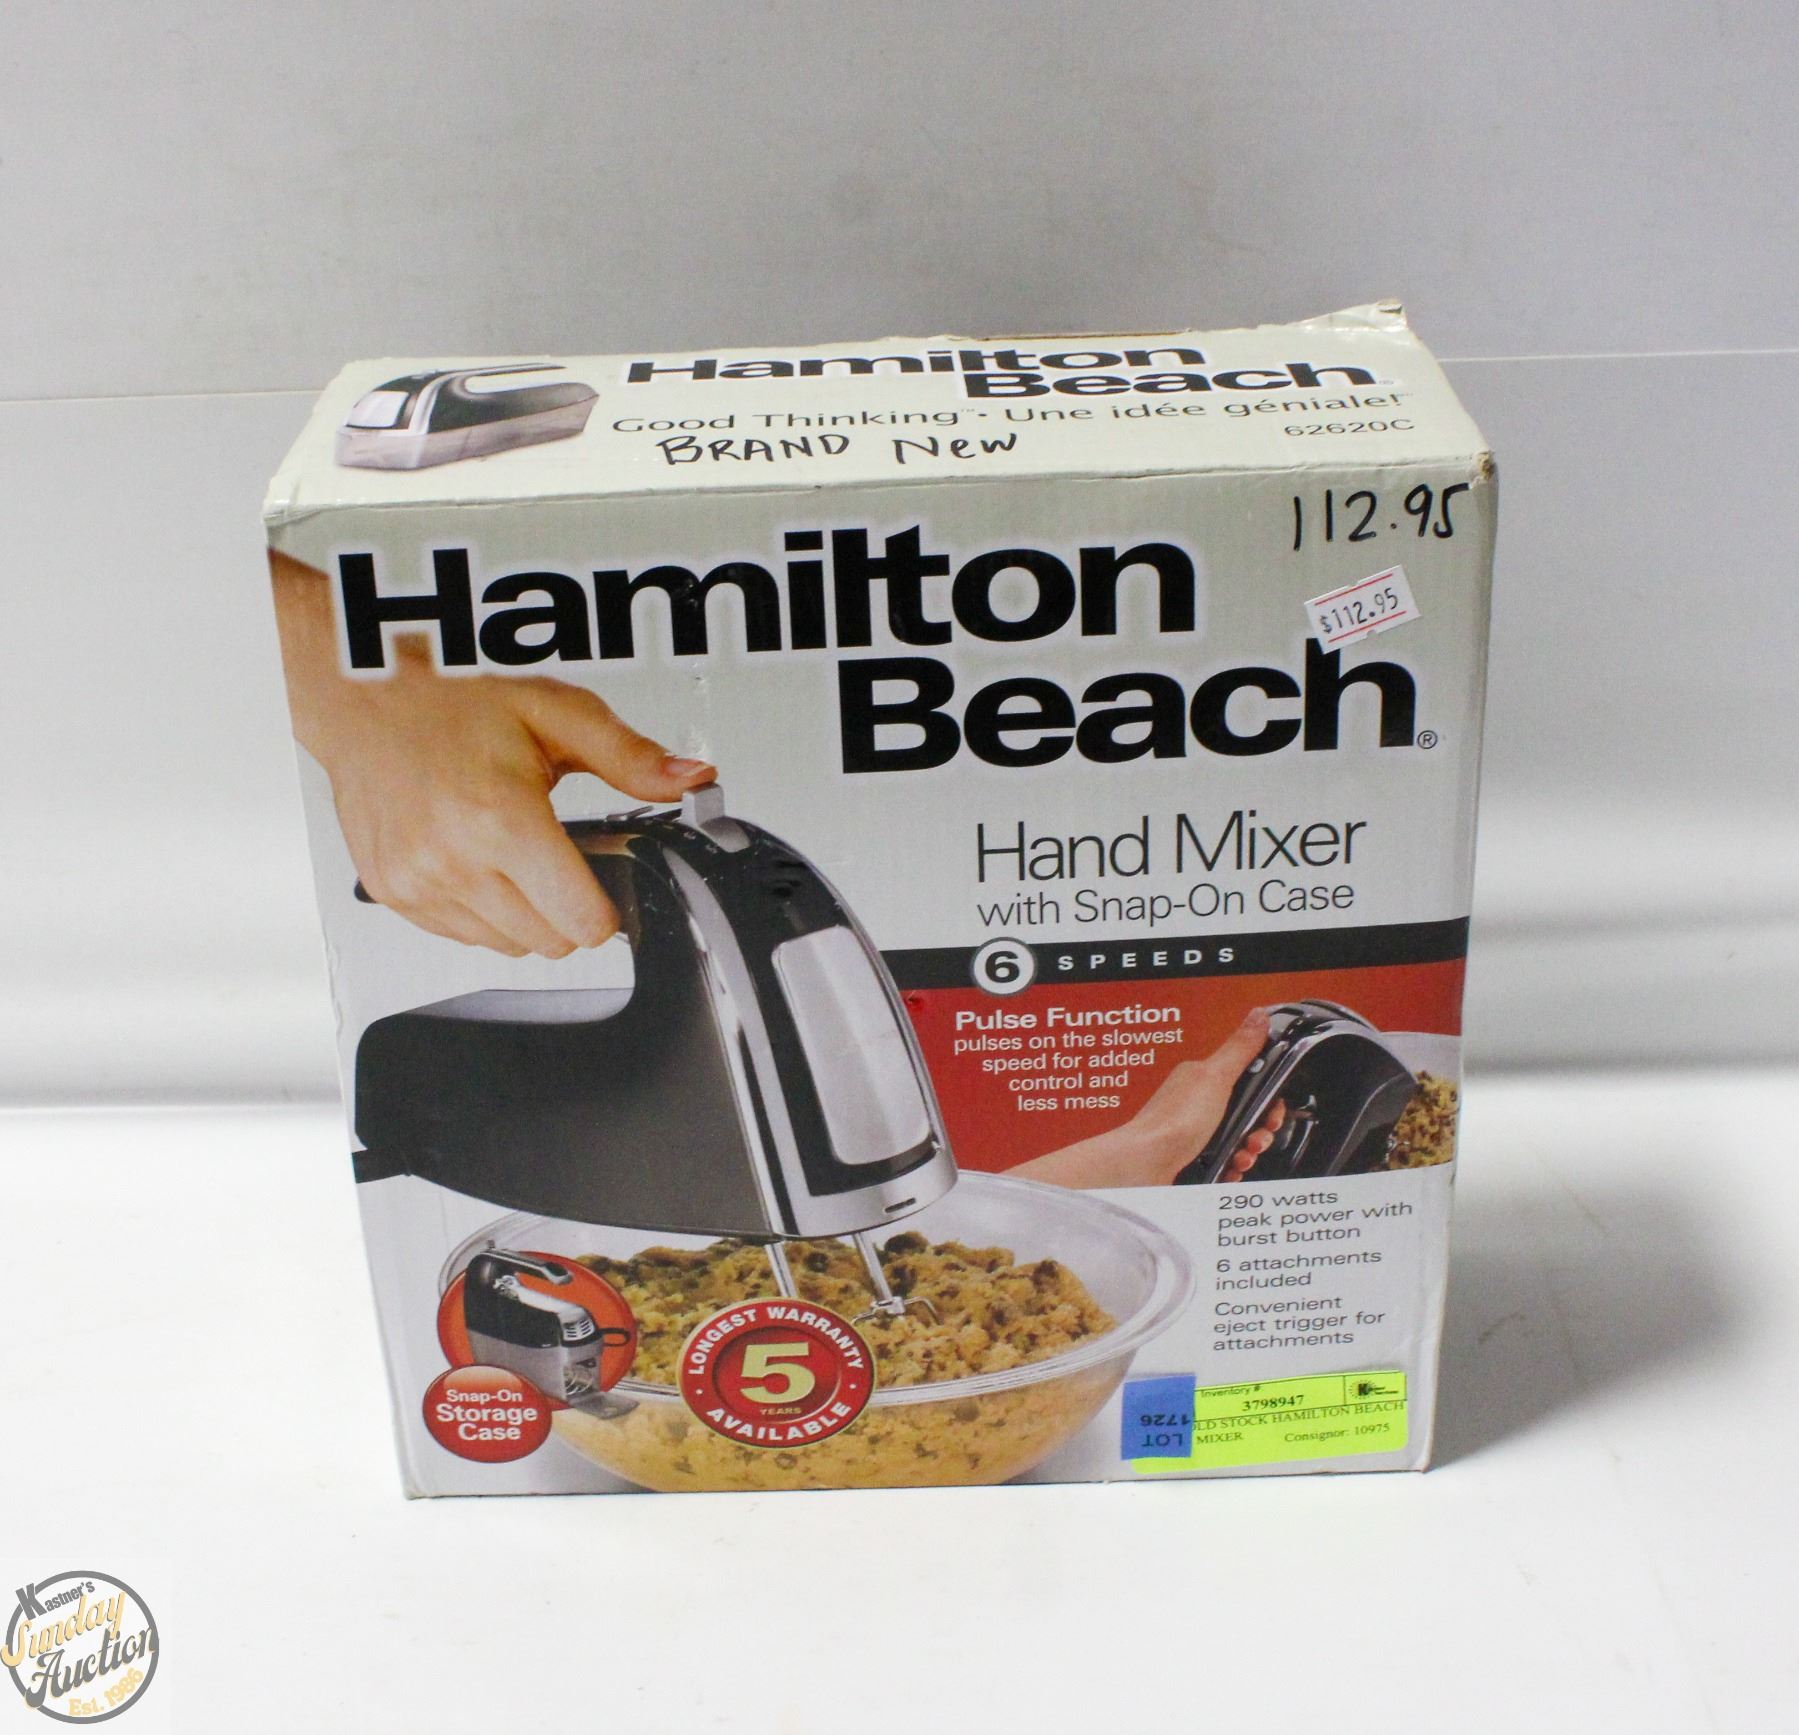 Hamilton
Beach®
Good Thinking™• Une idée géniale!™
62620C
BRAND New
112.95
$112.95
Hamilton
Beach®
Hand Mixer
with Snap-On Case
6 SPEEDS
Pulse Function
pulses on the slowest
speed for added
control and
less mess
290 watts
peak power with
burst button
6 attachments
included
Convenient
eject trigger for
attachments
Snap-On
Storage
Case
• LONGEST WARRANTY •
5
YEARS
AVAILABLE
LOT
1726
Inventory #
3798947
OLD STOCK HAMILTON BEACH
MIXER Consignor: 10975
Kastner's
Sunday
Auction
Est. 1986